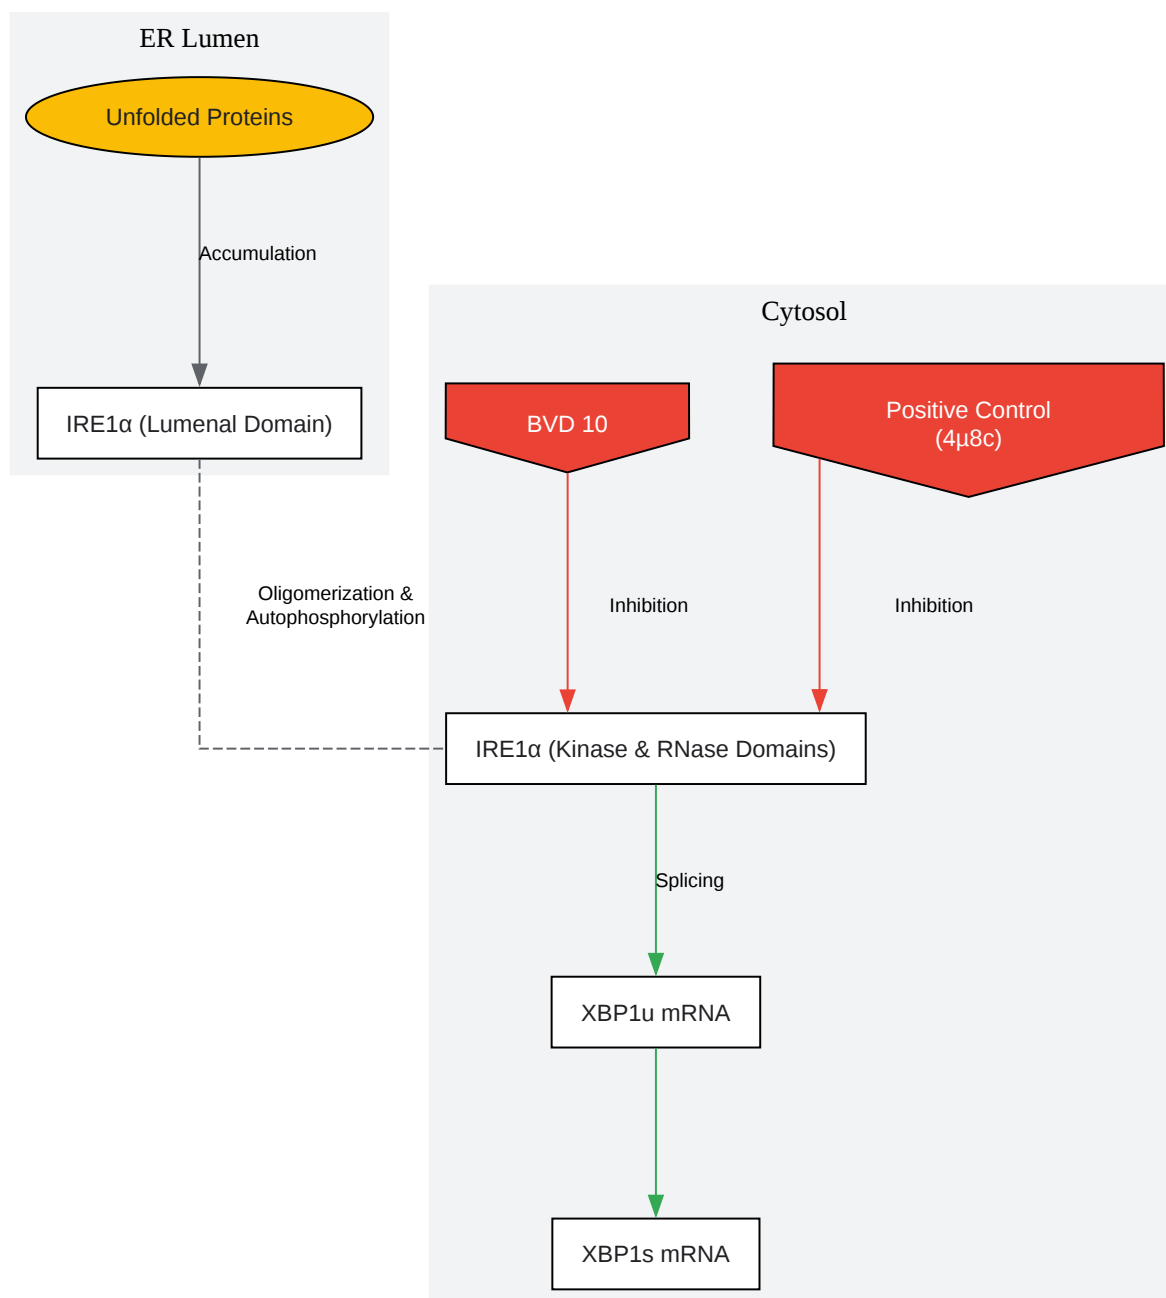 ER Lumen
Unfolded Proteins
Accumulation
IRE1α (Lumenal Domain)
Oligomerization &
Autophosphorylation
Cytosol
BVD 10
Positive Control
(4µ8c)
Inhibition
Inhibition
IRE1α (Kinase & RNase Domains)
Splicing
XBP1u mRNA
XBP1s mRNA